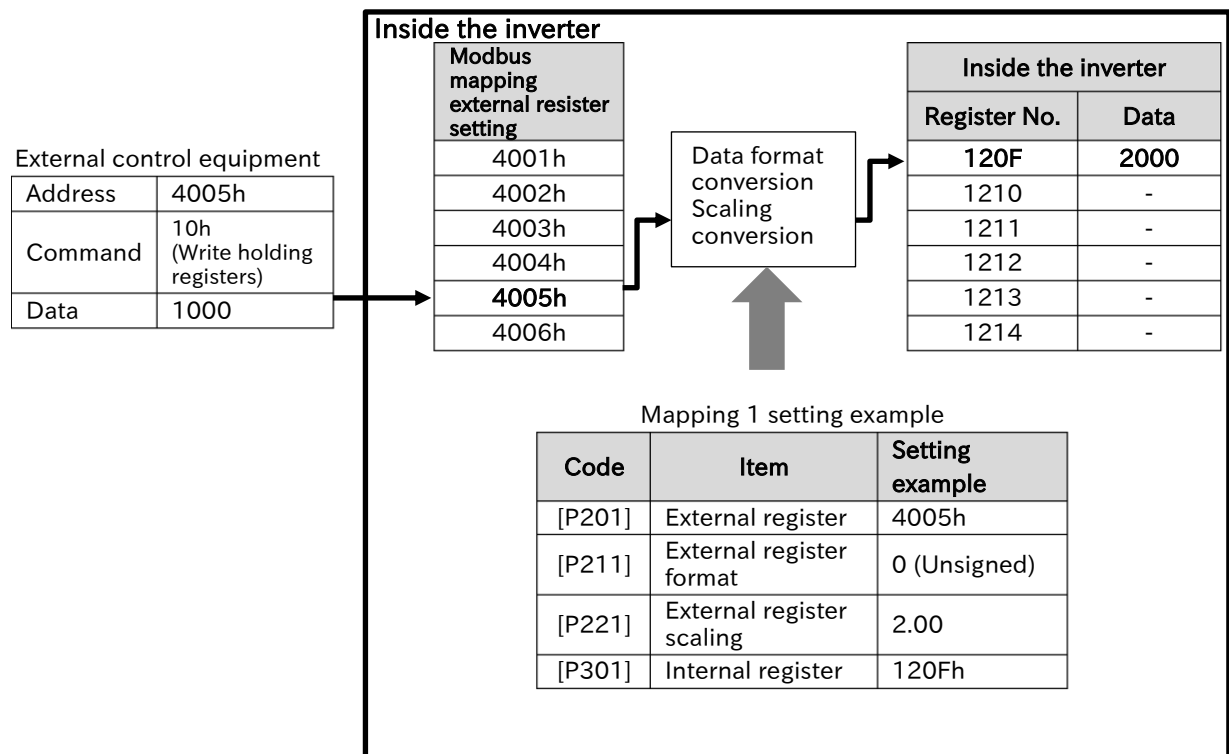 Inside the inverter
Modbus
mapping
external resister
setting
4001h
4002h
4003h
4004h
4005h
4006h
External control equipment
Address 4005h
Command 10h
(Write holding
registers)
Data 1000
Data format
conversion
Scaling
conversion
Inside the inverter
Register No. Data
120F 2000
1210 -
1211 -
1212 -
1213 -
1214 -
Mapping 1 setting example
Code Item Setting
example
[P201] External register 4005h
[P211] External register
format 0 (Unsigned)
[P221] External register
scaling 2.00
[P301] Internal register 120Fh